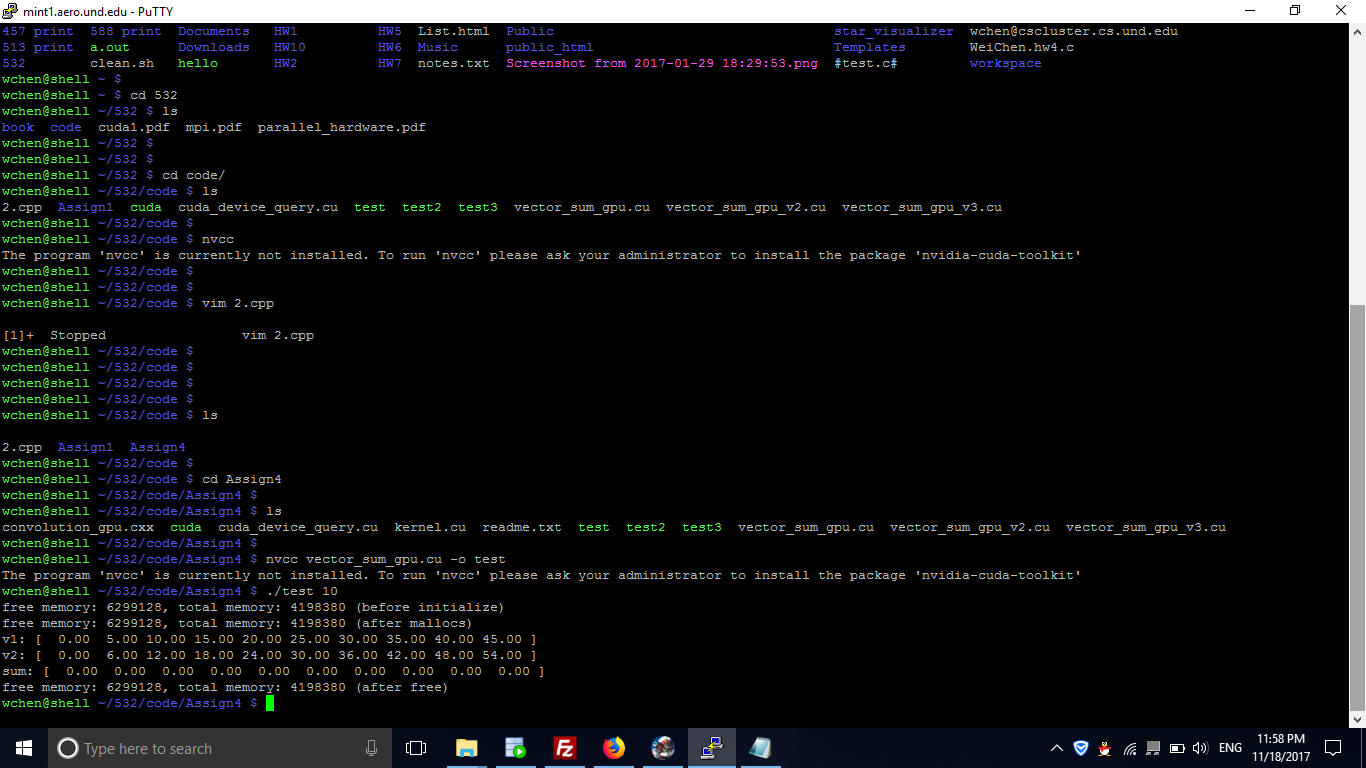 mint1.aero.und.edu - PuTTY
457 print 588 print Documents HW1 HW5 List.html Public star_visualizer wchen@cscluster.cs.und.edu
513 print a.out Downloads HW10 HW6 Music public_html Templates WeiChen.hw4.c
532 clean.sh hello HW2 HW7 notes.txt Screenshot from 2017-01-29 18:29:53.png #test.c# workspace
wchen@shell ~ $
wchen@shell ~ $ cd 532
wchen@shell ~/532 $ ls
book code cuda1.pdf mpi.pdf parallel_hardware.pdf
wchen@shell ~/532 $
wchen@shell ~/532 $
wchen@shell ~/532 $ cd code/
wchen@shell ~/532/code $ ls
2.cpp Assign1 cuda cuda_device_query.cu test test2 test3 vector_sum_gpu.cu vector_sum_gpu_v2.cu vector_sum_gpu_v3.cu
wchen@shell ~/532/code $
wchen@shell ~/532/code $ nvcc
The program 'nvcc' is currently not installed. To run 'nvcc' please ask your administrator to install the package 'nvidia-cuda-toolkit'
wchen@shell ~/532/code $
wchen@shell ~/532/code $
wchen@shell ~/532/code $ vim 2.cpp
[1]+ Stopped vim 2.cpp
wchen@shell ~/532/code $
wchen@shell ~/532/code $
wchen@shell ~/532/code $
wchen@shell ~/532/code $
wchen@shell ~/532/code $ ls
2.cpp Assign1 Assign4
wchen@shell ~/532/code $
wchen@shell ~/532/code $ cd Assign4
wchen@shell ~/532/code/Assign4 $
wchen@shell ~/532/code/Assign4 $ ls
convolution_gpu.cxx cuda cuda_device_query.cu kernel.cu readme.txt test test2 test3 vector_sum_gpu.cu vector_sum_gpu_v2.cu vector_sum_gpu_v3.cu
wchen@shell ~/532/code/Assign4 $
wchen@shell ~/532/code/Assign4 $ nvcc vector_sum_gpu.cu -o test
The program 'nvcc' is currently not installed. To run 'nvcc' please ask your administrator to install the package 'nvidia-cuda-toolkit'
wchen@shell ~/532/code/Assign4 $ ./test 10
free memory: 6299128, total memory: 4198380 (before initialize)
free memory: 6299128, total memory: 4198380 (after mallocs)
v1: [ 0.00 5.00 10.00 15.00 20.00 25.00 30.00 35.00 40.00 45.00 ]
v2: [ 0.00 6.00 12.00 18.00 24.00 30.00 36.00 42.00 48.00 54.00 ]
sum: [ 0.00 0.00 0.00 0.00 0.00 0.00 0.00 0.00 0.00 0.00 ]
free memory: 6299128, total memory: 4198380 (after free)
wchen@shell ~/532/code/Assign4 $
Type here to search
ENG
11:58 PM
11/18/2017